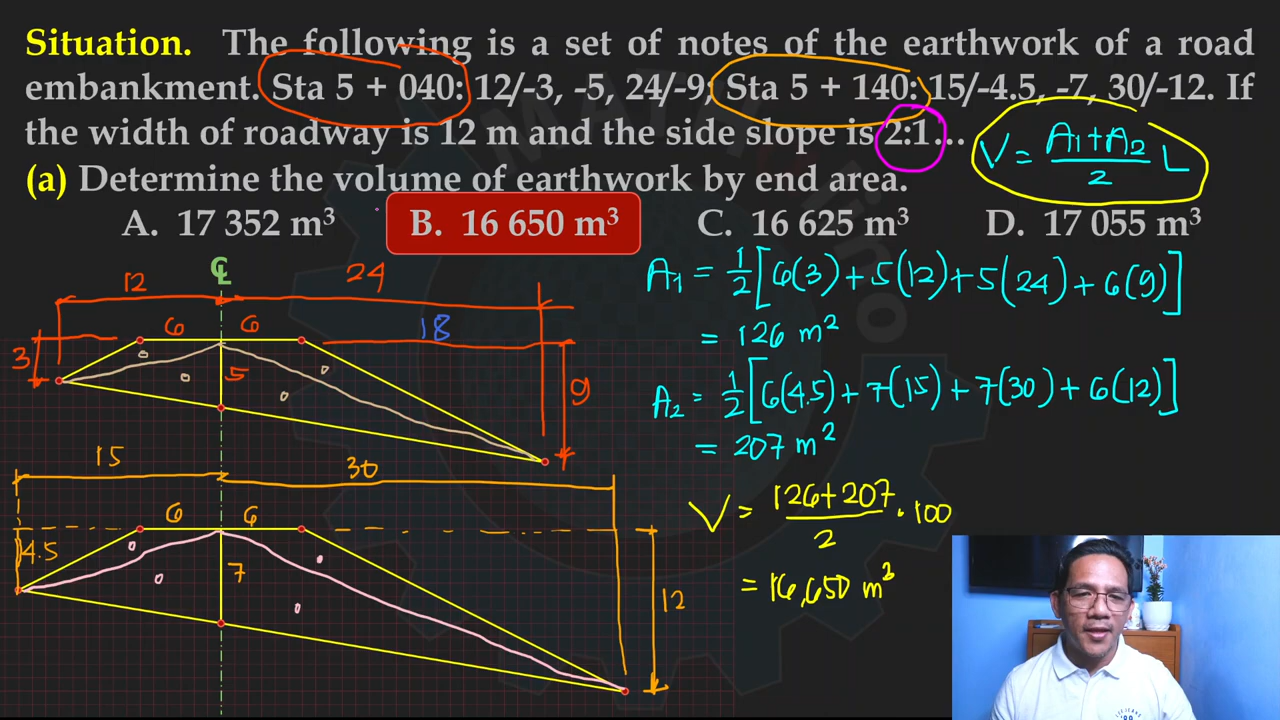 Situation. The following is a set of notes of the earthwork of a road
embankment. Sta 5 + 040: 12/-3, -5, 24/-9; Sta 5 + 140: 15/-4.5, -7, 30/-12. If
the width of roadway is 12 m and the side slope is 2:1...
V = A1+A2 / 2 L
(a) Determine the volume of earthwork by end area.
A. 17 352 m³
B. 16 650 m³
C. 16 625 m³
D. 17 055 m³
℄
12
24
6
6
18
3
5
9
A1 = 1/2 [6(3) + 5(12) + 5(24) + 6(9)]
= 126 m²
A2 = 1/2 [6(4.5) + 7(15) + 7(30) + 6(12)]
= 207 m²
15
30
6
6
4.5
7
12
V = 126+207 / 2 · 100
= 16,650 m³